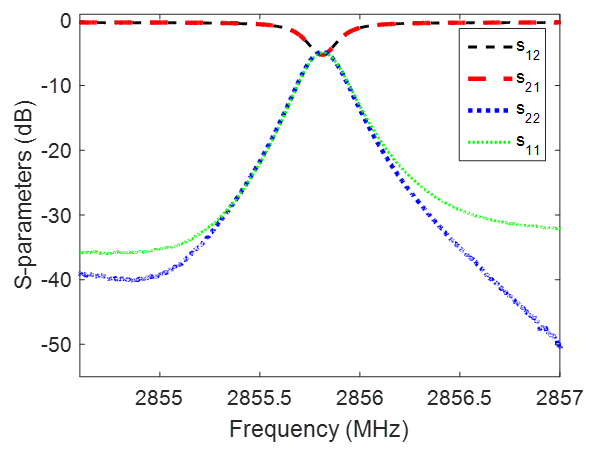 0
-10
-20
-30
-40
-50
S-parameters (dB)
s12
s21
s22
s11
2855 2855.5 2856 2856.5 2857
Frequency (MHz)